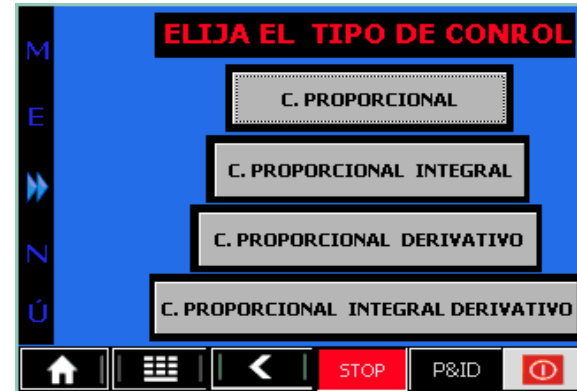 ELIJA EL TIPO DE CONROL
C. PROPORCIONAL
C. PROPORCIONAL INTEGRAL
C. PROPORCIONAL DERIVATIVO
C. PROPORCIONAL INTEGRAL DERIVATIVO
M
E
N
Ú
STOP
P&ID